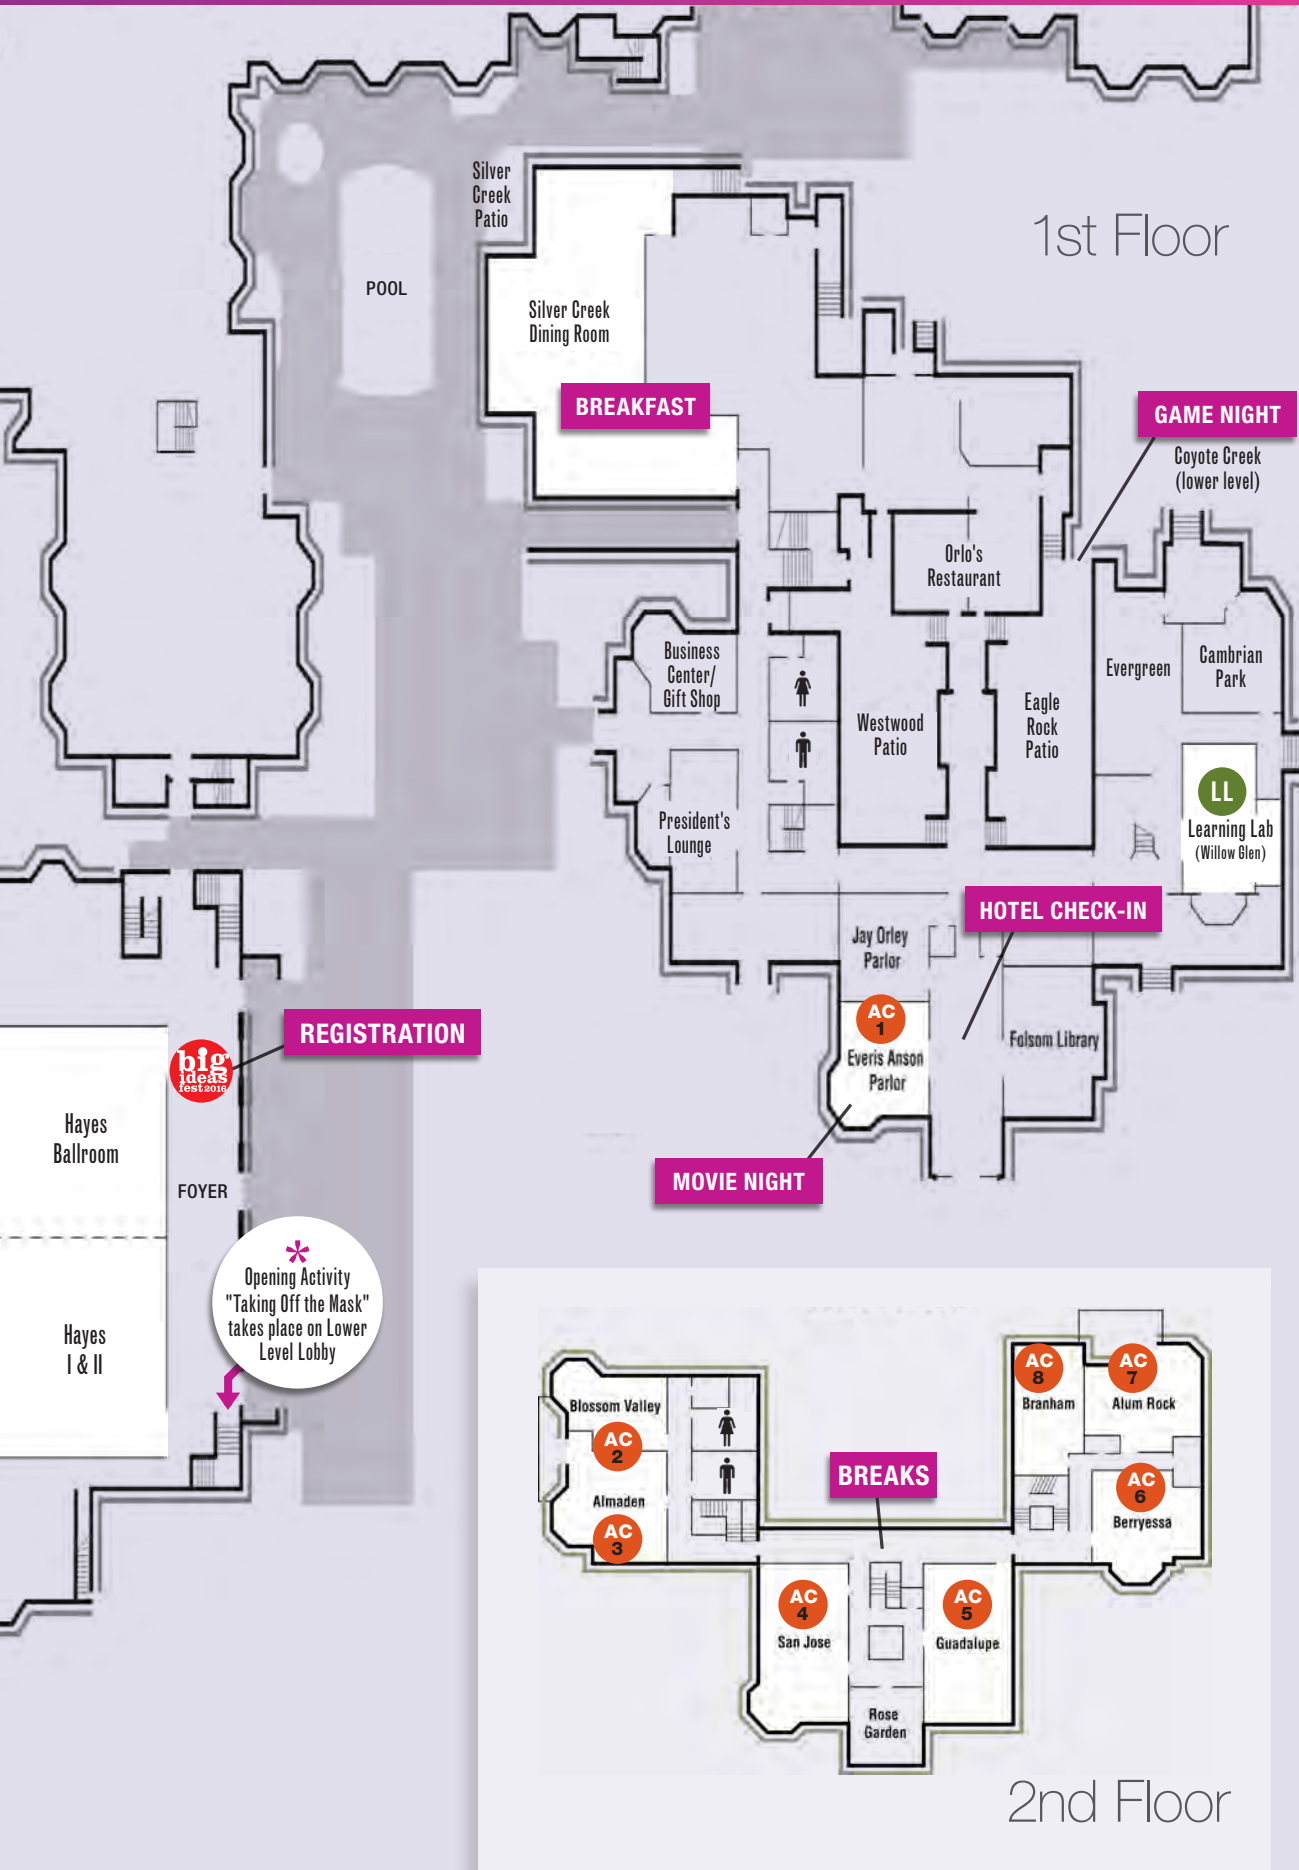 1st Floor
Silver
Creek
Patio
POOL
Silver Creek
Dining Room
BREAKFAST
GAME NIGHT
Coyote Creek
(lower level)
Orlo's
Restaurant
Business
Center/
Gift Shop
Westwood
Patio
Eagle
Rock
Patio
Evergreen
Cambrian
Park
LL
Learning Lab
(Willow Glen)
President's
Lounge
HOTEL CHECK-IN
Jay Orley
Parlor
AC
1
Everis Anson
Parlor
Folsom Library
MOVIE NIGHT
REGISTRATION
big
ideas
fest2016
Hayes
Ballroom
FOYER
*
Opening Activity
"Taking Off the Mask"
takes place on Lower
Level Lobby
Hayes
I & II
Blossom Valley
AC
2
Almaden
AC
3
BREAKS
AC
8
Branham
AC
7
Alum Rock
AC
6
Berryessa
AC
4
San Jose
AC
5
Guadalupe
Rose
Garden
2nd Floor